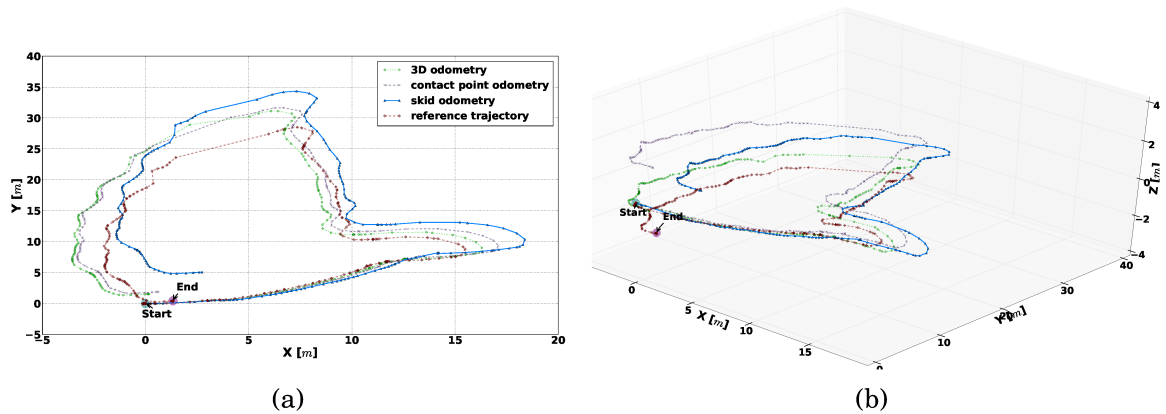 40
35
30
25
20
15
10
5
0
−5
Y [m]
3D odometry
contact point odometry
skid odometry
reference trajectory
End
Start
−5 0 5 10 15 20
X [m]
(a)
4
2
0
−2
−4
Z [m]
Start
End
0 5 10 15
X [m]
0 10 20 30 40
Y [m]
(b)